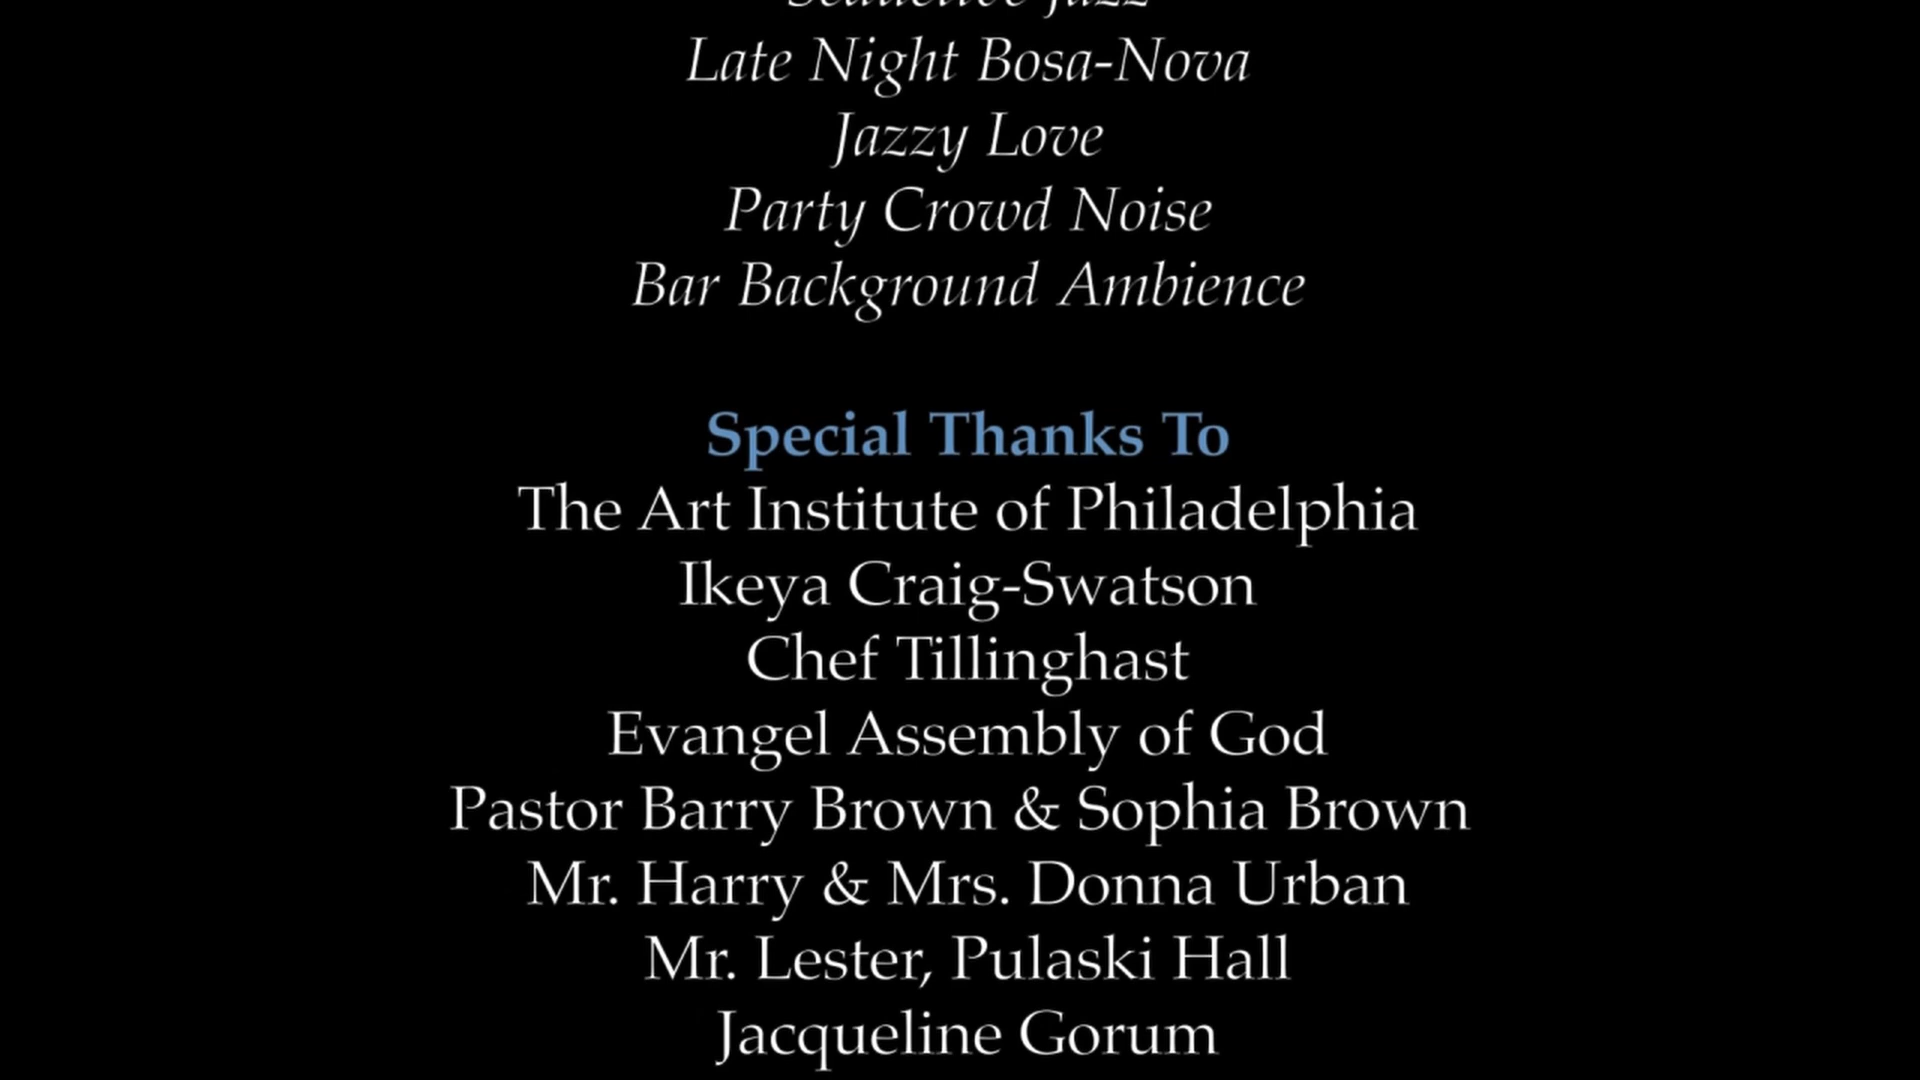 Jazz
Late Night Bosa-Nova
Jazzy Love
Party Crowd Noise
Bar Background Ambience
Special Thanks To
The Art Institute of Philadelphia
Ikeya Craig-Swatson
Chef Tillinghast
Evangel Assembly of God
Pastor Barry Brown & Sophia Brown
Mr. Harry & Mrs. Donna Urban
Mr. Lester, Pulaski Hall
Jacqueline Gorum